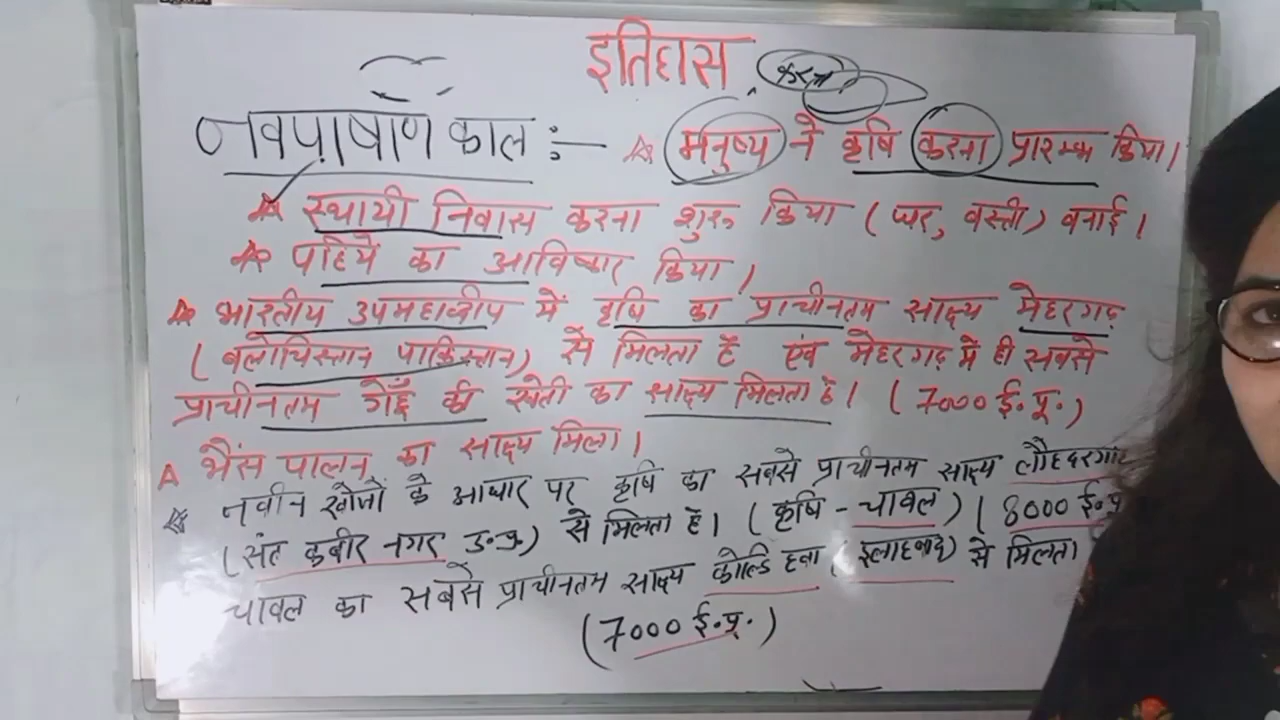 इतिहास
करना
नवपाषाण काल :- मनुष्य ने कृषि करना प्रारम्भ किया।
स्थायी निवास करना शुरू किया (घर, बस्ती) बनाई।
पहिये का आविष्कार किया।
भारतीय उपमहाद्वीप में कृषि का प्राचीनतम साक्ष्य मेहरगढ़
(बलोचिस्तान पाकिस्तान) से मिलता है एंव मेहरगढ़ में ही सबसे
प्राचीनतम गेहूँ की खेती का साक्ष्य मिलता है। (7000 ई.पू.)
भैंस पालन का साक्ष्य मिला।
नवीन खोजों के आधार पर कृषि का सबसे प्राचीनतम साक्ष्य
(संत कबीर नगर उ.प्र) से मिलता है। (कृषि - चावल) (8000 ई.पू
चावल का सबसे प्राचीनतम साक्ष्य कोल्डि हवा (इलाहबाद) से मिलता
(7000 ई.पू.)